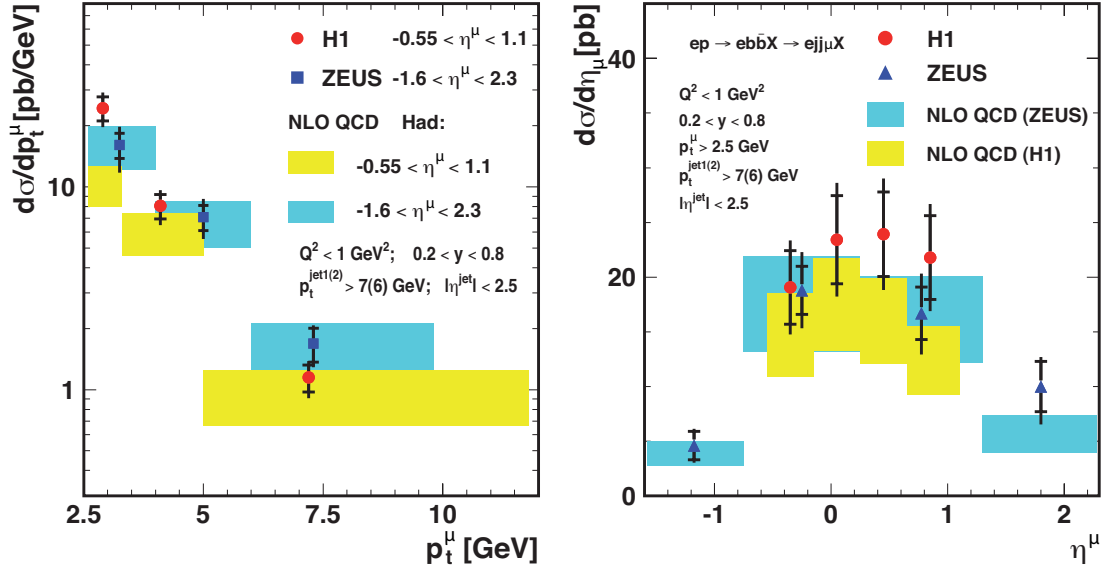 dσ/dp_t^μ [pb/GeV]
H1 -0.55 < η^μ < 1.1
ZEUS -1.6 < η^μ < 2.3
NLO QCD Had:
-0.55 < η^μ < 1.1
-1.6 < η^μ < 2.3
Q² < 1 GeV²; 0.2 < y < 0.8
p_t^jet1(2) > 7(6) GeV; |η^jet| < 2.5
10
1
2.5 5 7.5 10
p_t^μ [GeV]
dσ/dη_μ [pb]
ep → ebb̄X → ejjμX
Q² < 1 GeV²
0.2 < y < 0.8
p_t^μ > 2.5 GeV
p_t^jet1(2) > 7(6) GeV
|η^jet| < 2.5
H1
ZEUS
NLO QCD (ZEUS)
NLO QCD (H1)
40
20
0
-1 0 1 2
η^μ